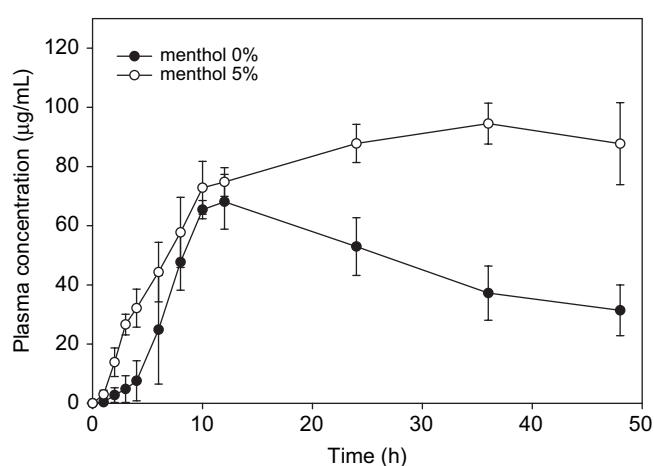 120
menthol 0%
menthol 5%
100
80
60
40
20
0
Plasma concentration (μg/mL)
0 10 20 30 40 50
Time (h)